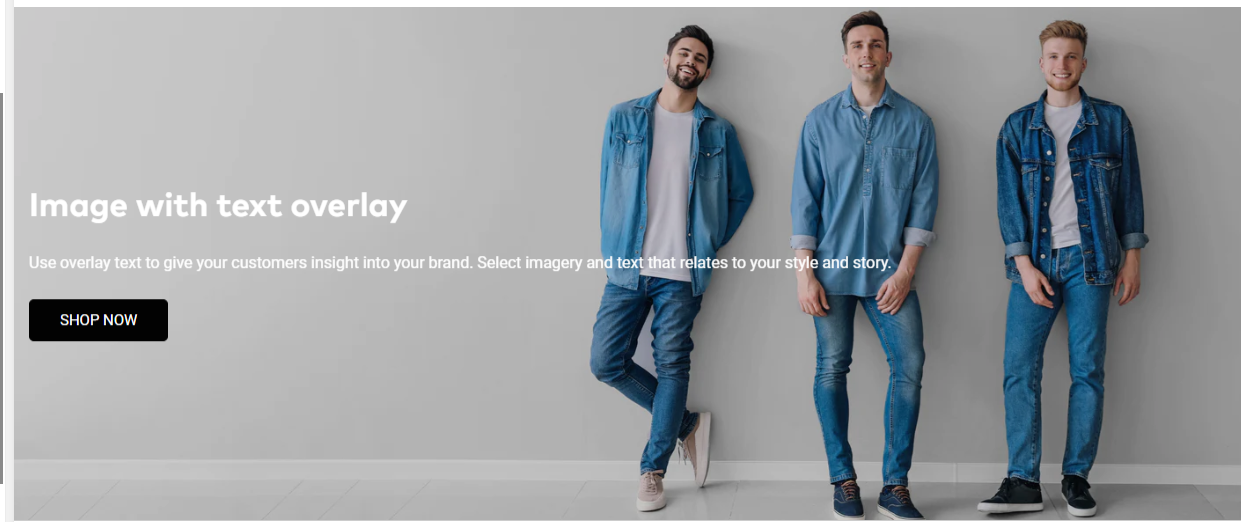 Image with text overlay
Use overlay text to give your customers insight into your brand. Select imagery and text that relates to your style and story.
SHOP NOW